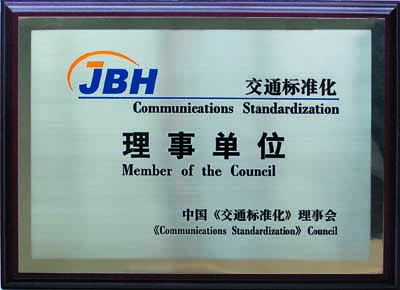 JBH 交通标准化
Communications Standardization
理事单位
Member of the Council
中国《交通标准化》理事会
《Communications Standardization》 Council